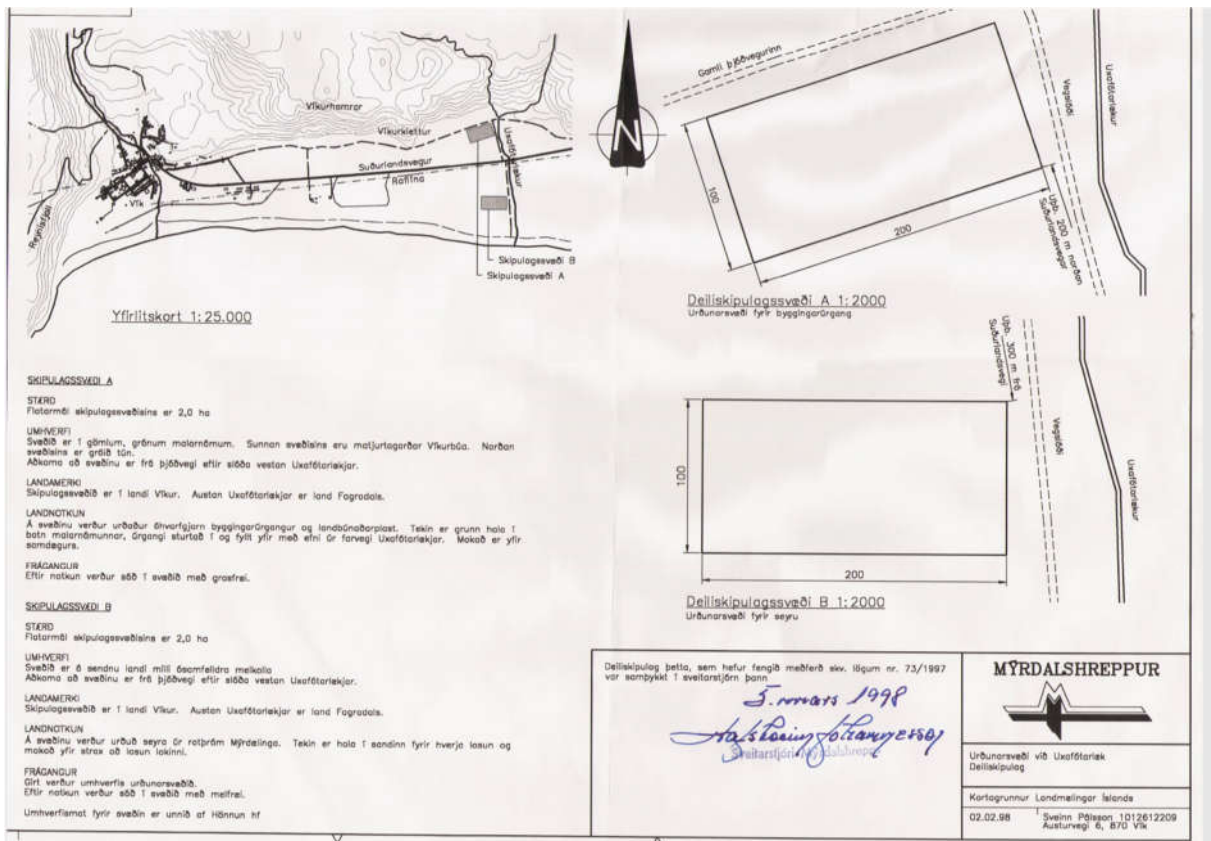 Víkurhamrar
Víkurklettur
Uxafótarlækur
Suðurlandsvegur
Raflína
Vík
Reynisfjall
Skipulagssvæði B
Skipulagssvæði A
Yfirlitskort 1:25.000
N
Gamli þjóðvegurinn
Vegslóði
Uxafótarlækur
100
200
Upb. 200 m norðan
Suðurlandsvegar
Deiliskipulagssvæði A 1:2000
Urðunarsvæði fyrir byggingarúrgang
Upb. 300 m. frá
Suðurlandsvegi
Vegslóði
Uxafótarlækur
100
200
Deiliskipulagssvæði B 1:2000
Urðunarsvæði fyrir seyru
SKIPULAGSSVÆÐI A
STÆRÐ
Flatarmál skipulagssvæðisins er 2,0 ha
UMHVERFI
Svæðið er í gömlum, grónum malarnámum. Sunnan svæðisins eru matjurtagarðar Víkurbúa. Norðan
svæðisins er gróið tún.
Aðkoma að svæðinu er frá þjóðvegi eftir slóða vestan Uxafótarlækjar.
LANDAMERKI
Skipulagssvæðið er í landi Víkur. Austan Uxafótarlækjar er land Fagradals.
LANDNOTKUN
Á svæðinu verður urðaður óhvarfgjarn byggingarúrgangur og landbúnaðarplast. Tekin er grunn hola í
botn malarnámunnar, úrgangi sturtað í og fyllt yfir með efni úr farvegi Uxafótarlækjar. Mokað er yfir
samdægurs.
FRÁGANGUR
Eftir notkun verður sáð í svæðið með grasfræi.
SKIPULAGSSVÆÐI B
STÆRÐ
Flatarmál skipulagssvæðisins er 2,0 ha
UMHVERFI
Svæðið er á sendnu landi milli ósamfelldra melkolla
Aðkoma að svæðinu er frá þjóðvegi eftir slóða vestan Uxafótarlækjar.
LANDAMERKI
Skipulagssvæðið er í landi Víkur. Austan Uxafótarlækjar er land Fagradals.
LANDNOTKUN
Á svæðinu verður urðuð seyra úr rotþróm Mýrdælinga. Tekin er hola í sandinn fyrir hverja losun og
mokað yfir strax að losun lokinni.
FRÁGANGUR
Girt verður umhverfis urðunarsvæðið.
Eftir notkun verður sáð í svæðið með melfræi.
Umhverfismat fyrir svæðin er unnið af Hönnun hf
Deiliskipulag þetta, sem hefur fengið meðferð skv. lögum nr. 73/1997
var samþykkt í sveitarstjórn þann
5. mars 1998
Hafsteinn Jóhannesson
Sveitarstjóri Mýrdalshrepps
MÝRDALSHREPPUR
Urðunarsvæði við Uxafótarlæk
Deiliskipulag
Kortagrunnur Landmælingar Íslands
02.02.98
Sveinn Pálsson 1012612209
Austurvegi 6, 870 Vík